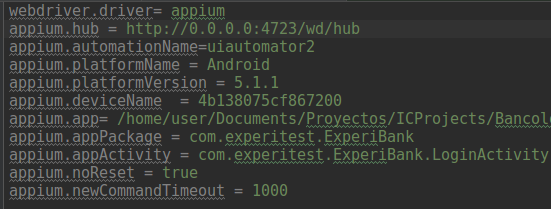 webdriver.driver= appium
appium.hub = http://0.0.0.0:4723/wd/hub
appium.automationName=uiautomator2
appium.platformName = Android
appium.platformVersion = 5.1.1
appium.deviceName  = 4b138075cf867200
appium.app= /home/user/Documents/Proyectos/ICProjects/Bancol
appium.appPackage = com.experitest.ExperiBank
appium.appActivity = com.experitest.ExperiBank.LoginActivity
appium.noReset = true
appium.newCommandTimeout = 1000